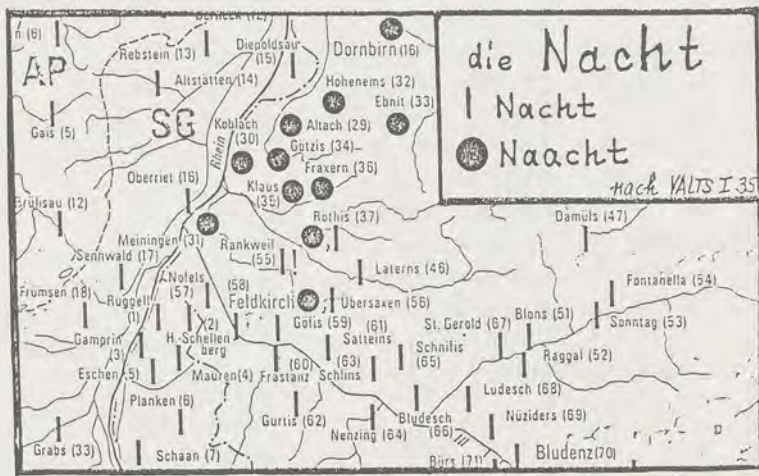 die Nacht
Nacht
Naacht
nach VALTS I 35
(6)
Rebstein (13)
Diepoldsau
(15)
Dornbirn (16)
AP
Altstätten (14)
Hohenems (32)
Ebnit (33)
Gais (5)
SG
Koblach
(30)
Altach (29)
Götzis (34)
Fraxern (36)
Rhein
Oberriet (16)
Klaus
(35)
Brülisau (12)
Röthis (37)
Damüls (47)
Meiningen (31)
Rankweil
(55)
Sennwald (17)
Laterns (46)
Nofels
(57)
(58)
Fontanella (54)
Frümsen (18)
Ruggell
(1)
Feldkirch
Übersaxen (56)
(2)
Göfis (59)
(61)
Satteins
St. Gerold (67)
Blons (51)
Sonntag (53)
Gamprin
(3)
H.-Schellen
berg
(63)
Schnifis
(65)
Raggal (52)
Eschen (5)
Mauren (4)
(60)
Frastanz
Schlins
Ludesch (68)
Planken (6)
Gurtis (62)
Bludesch
(66)
Nüziders (69)
Nenzing (64)
Grabs (33)
Schaan (7)
Bürs (71)
Bludenz (70)